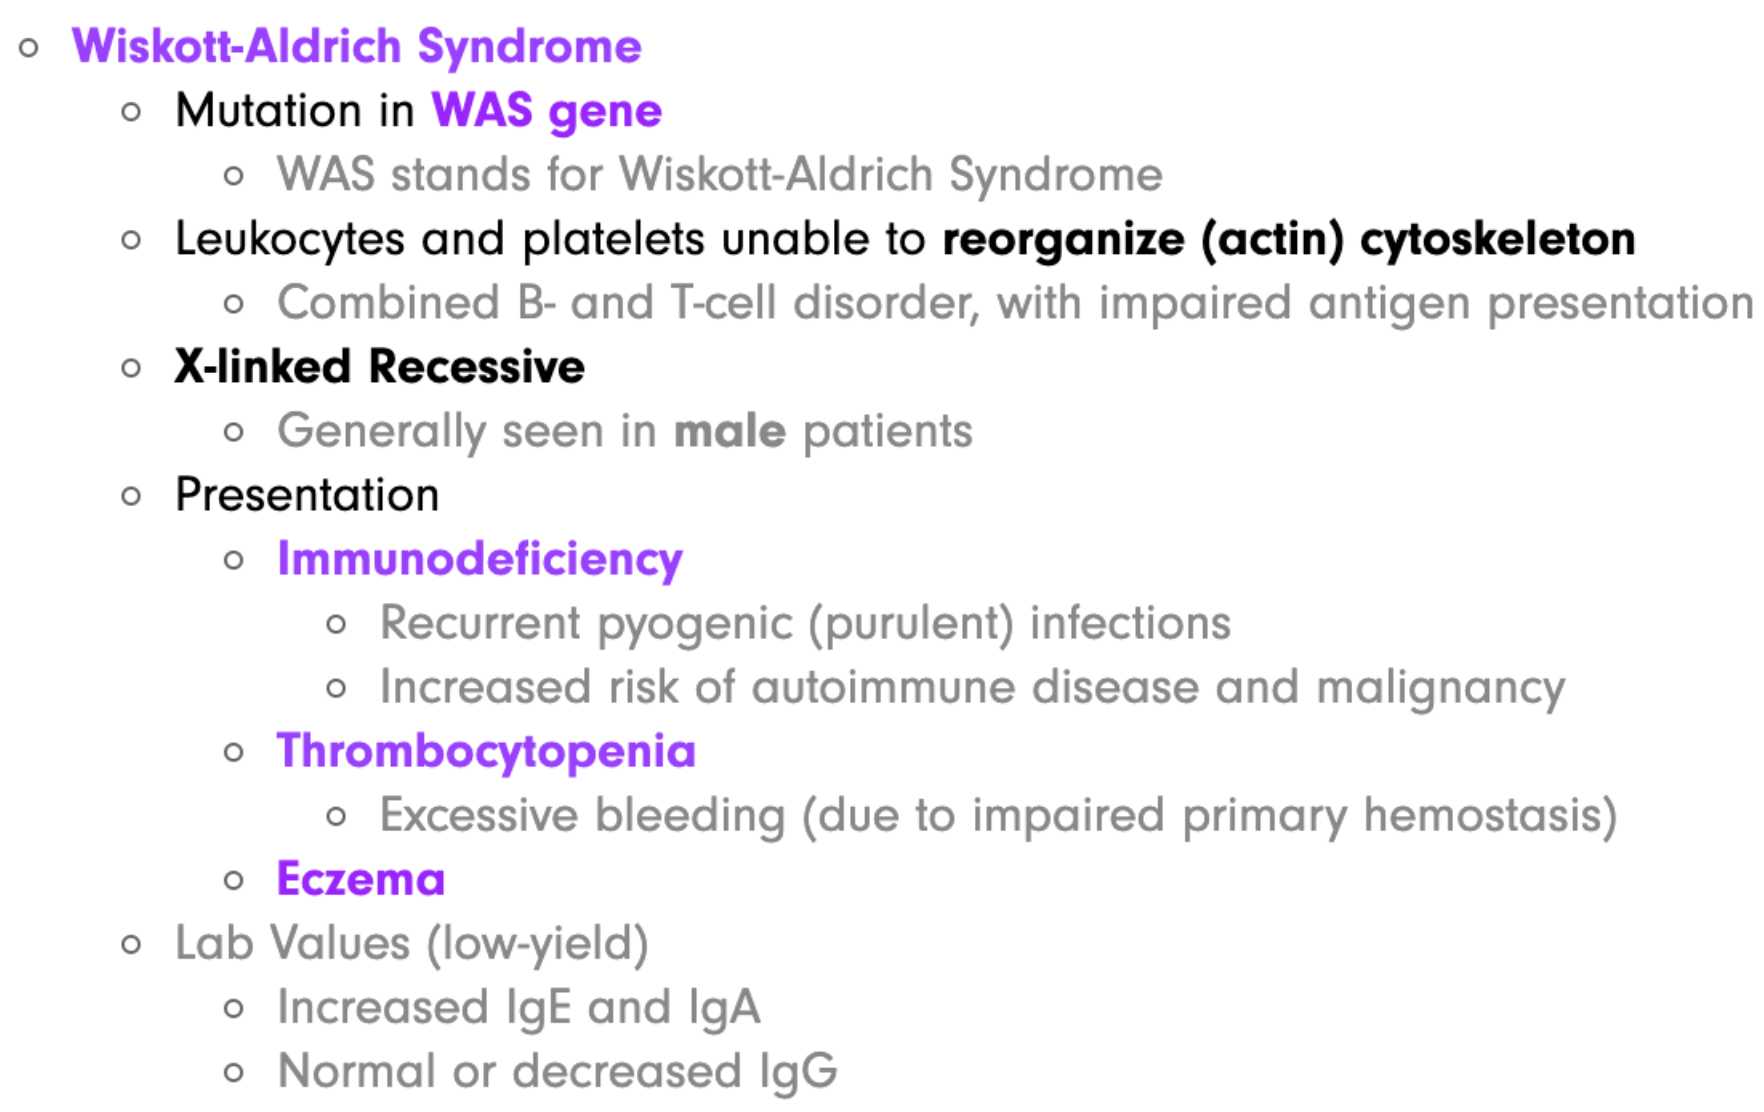 Wiskott-Aldrich Syndrome
Mutation in WAS gene
WAS stands for Wiskott-Aldrich Syndrome
Leukocytes and platelets unable to reorganize (actin) cytoskeleton
Combined B- and T-cell disorder, with impaired antigen presentation
X-linked Recessive
Generally seen in male patients
Presentation
Immunodeficiency
Recurrent pyogenic (purulent) infections
Increased risk of autoimmune disease and malignancy
Thrombocytopenia
Excessive bleeding (due to impaired primary hemostasis)
Eczema
Lab Values (low-yield)
Increased IgE and IgA
Normal or decreased IgG